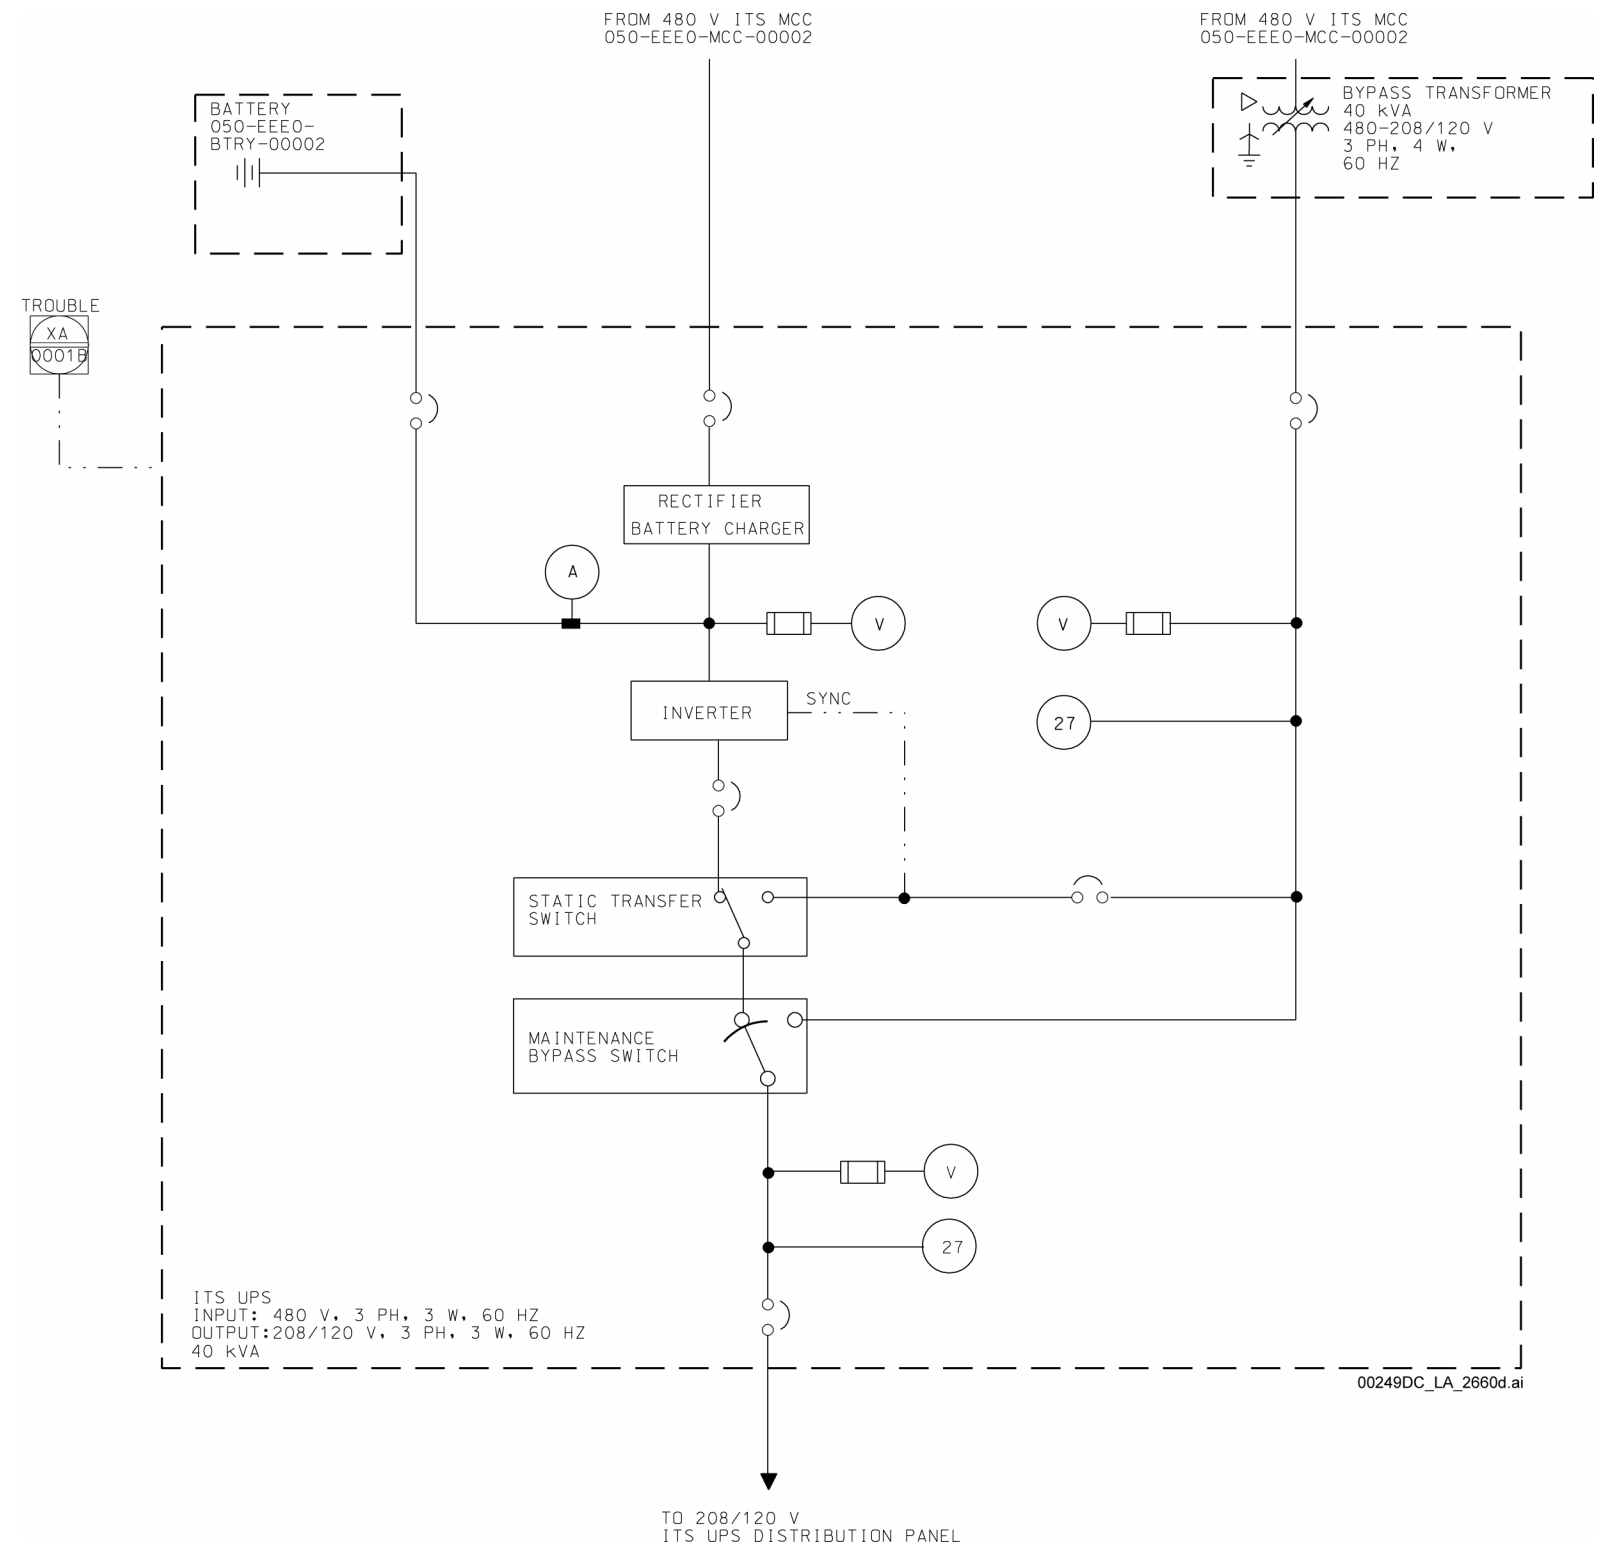 FROM 480 V ITS MCC
050-EEE0-MCC-00002
FROM 480 V ITS MCC
050-EEE0-MCC-00002
BATTERY
050-EEE0-
BTRY-00002
BYPASS TRANSFORMER
40 kVA
480-208/120 V
3 PH, 4 W,
60 HZ
TROUBLE
XA
0001B
RECTIFIER
BATTERY CHARGER
A
V
V
INVERTER
SYNC
27
STATIC TRANSFER
SWITCH
MAINTENANCE
BYPASS SWITCH
V
27
ITS UPS
INPUT: 480 V, 3 PH, 3 W, 60 HZ
OUTPUT:208/120 V, 3 PH, 3 W, 60 HZ
40 kVA
00249DC_LA_2660d.ai
TO 208/120 V
ITS UPS DISTRIBUTION PANEL